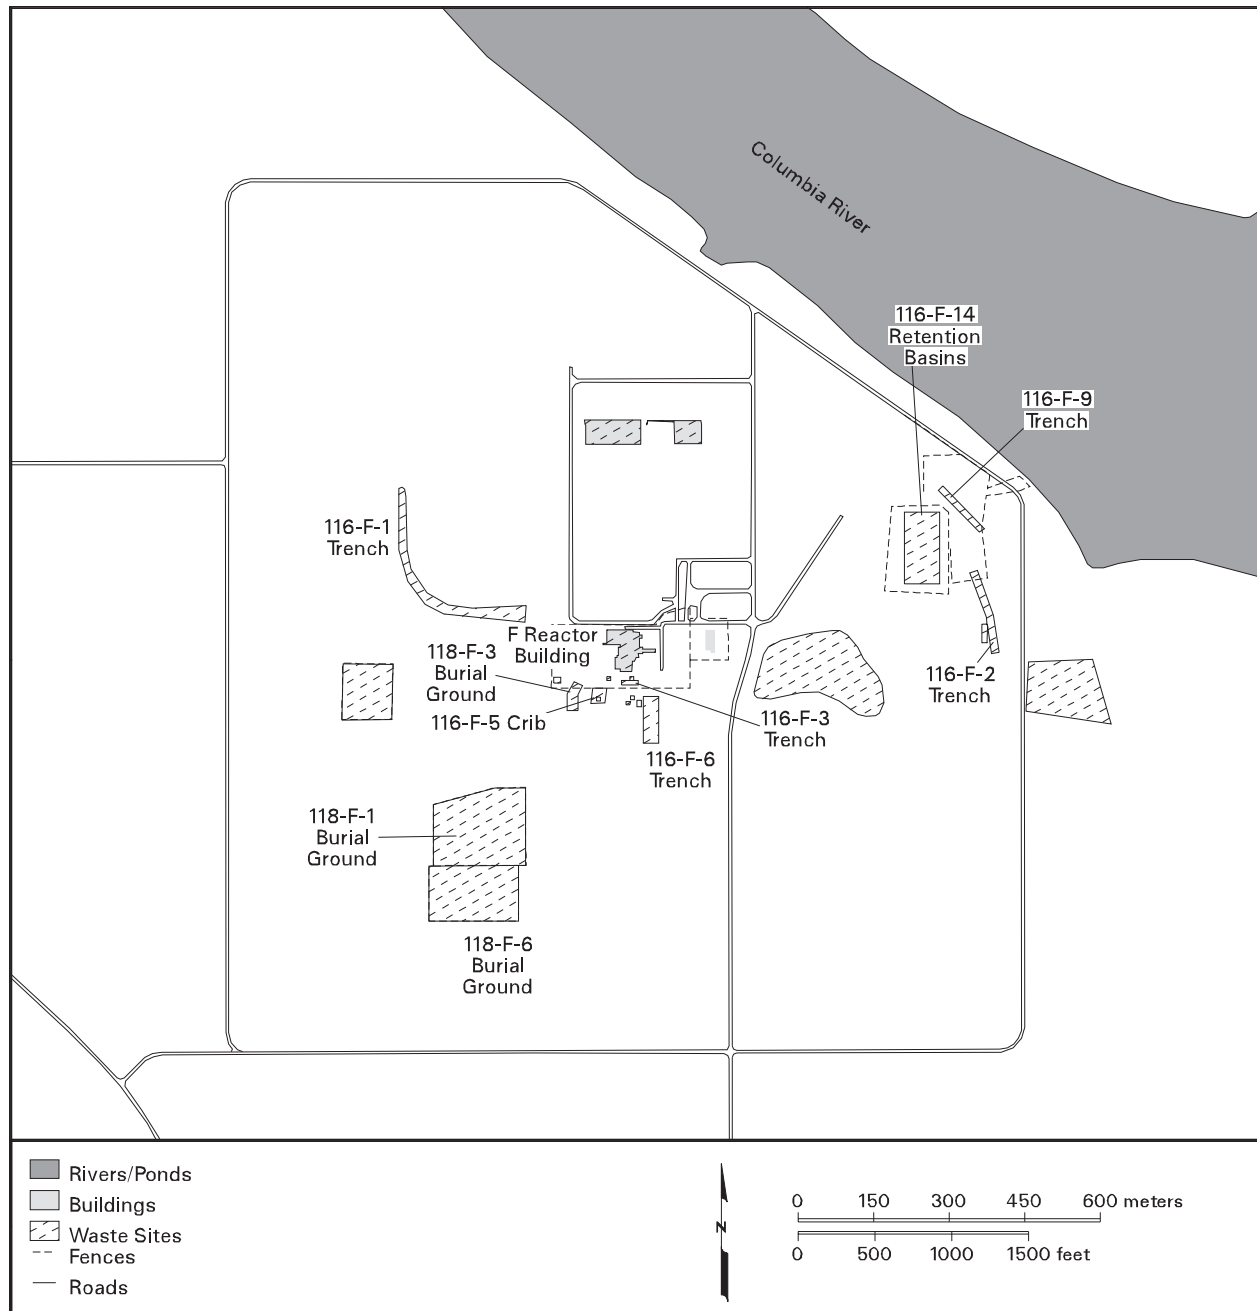 Columbia River
116-F-14
Retention
Basins
116-F-9
Trench
116-F-1
Trench
F Reactor
Building
118-F-3
Burial
Ground
116-F-5 Crib
116-F-2
Trench
116-F-3
Trench
116-F-6
Trench
118-F-1
Burial
Ground
118-F-6
Burial
Ground
Rivers/Ponds
Buildings
Waste Sites
Fences
Roads
N
0 150 300 450 600 meters
0 500 1000 1500 feet